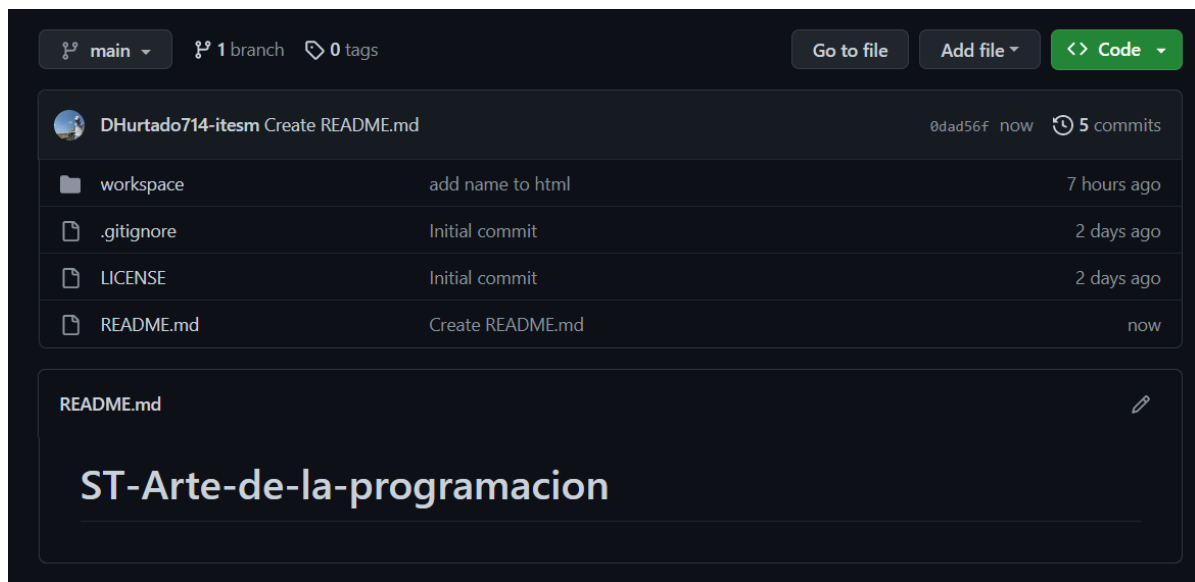 main 1 branch 0 tags Go to file Add file Code
DHurtado714-itesm Create README.md 0dad56f now 5 commits
workspace add name to html 7 hours ago
.gitignore Initial commit 2 days ago
LICENSE Initial commit 2 days ago
README.md Create README.md now
README.md
ST-Arte-de-la-programacion